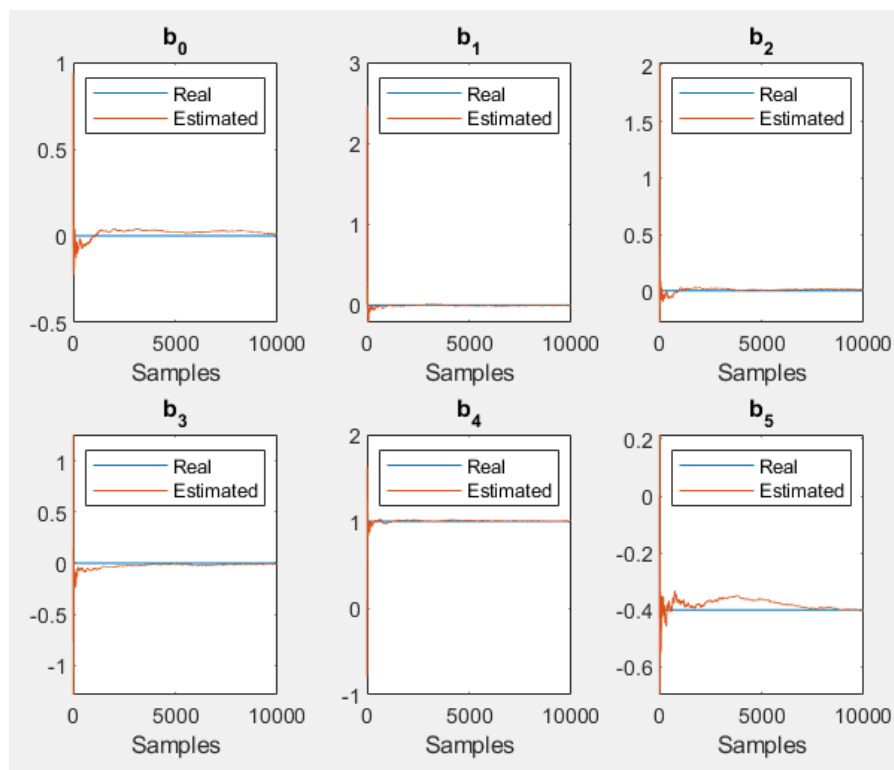 b0
1
0.5
0
-0.5
Real
Estimated
0 5000 10000
Samples
b1
3
2
1
0
Real
Estimated
0 5000 10000
Samples
b2
2
1.5
1
0.5
0
Real
Estimated
0 5000 10000
Samples
b3
1
0.5
0
-0.5
-1
Real
Estimated
0 5000 10000
Samples
b4
2
1
0
-1
Real
Estimated
0 5000 10000
Samples
b5
0.2
0
-0.2
-0.4
-0.6
Real
Estimated
0 5000 10000
Samples